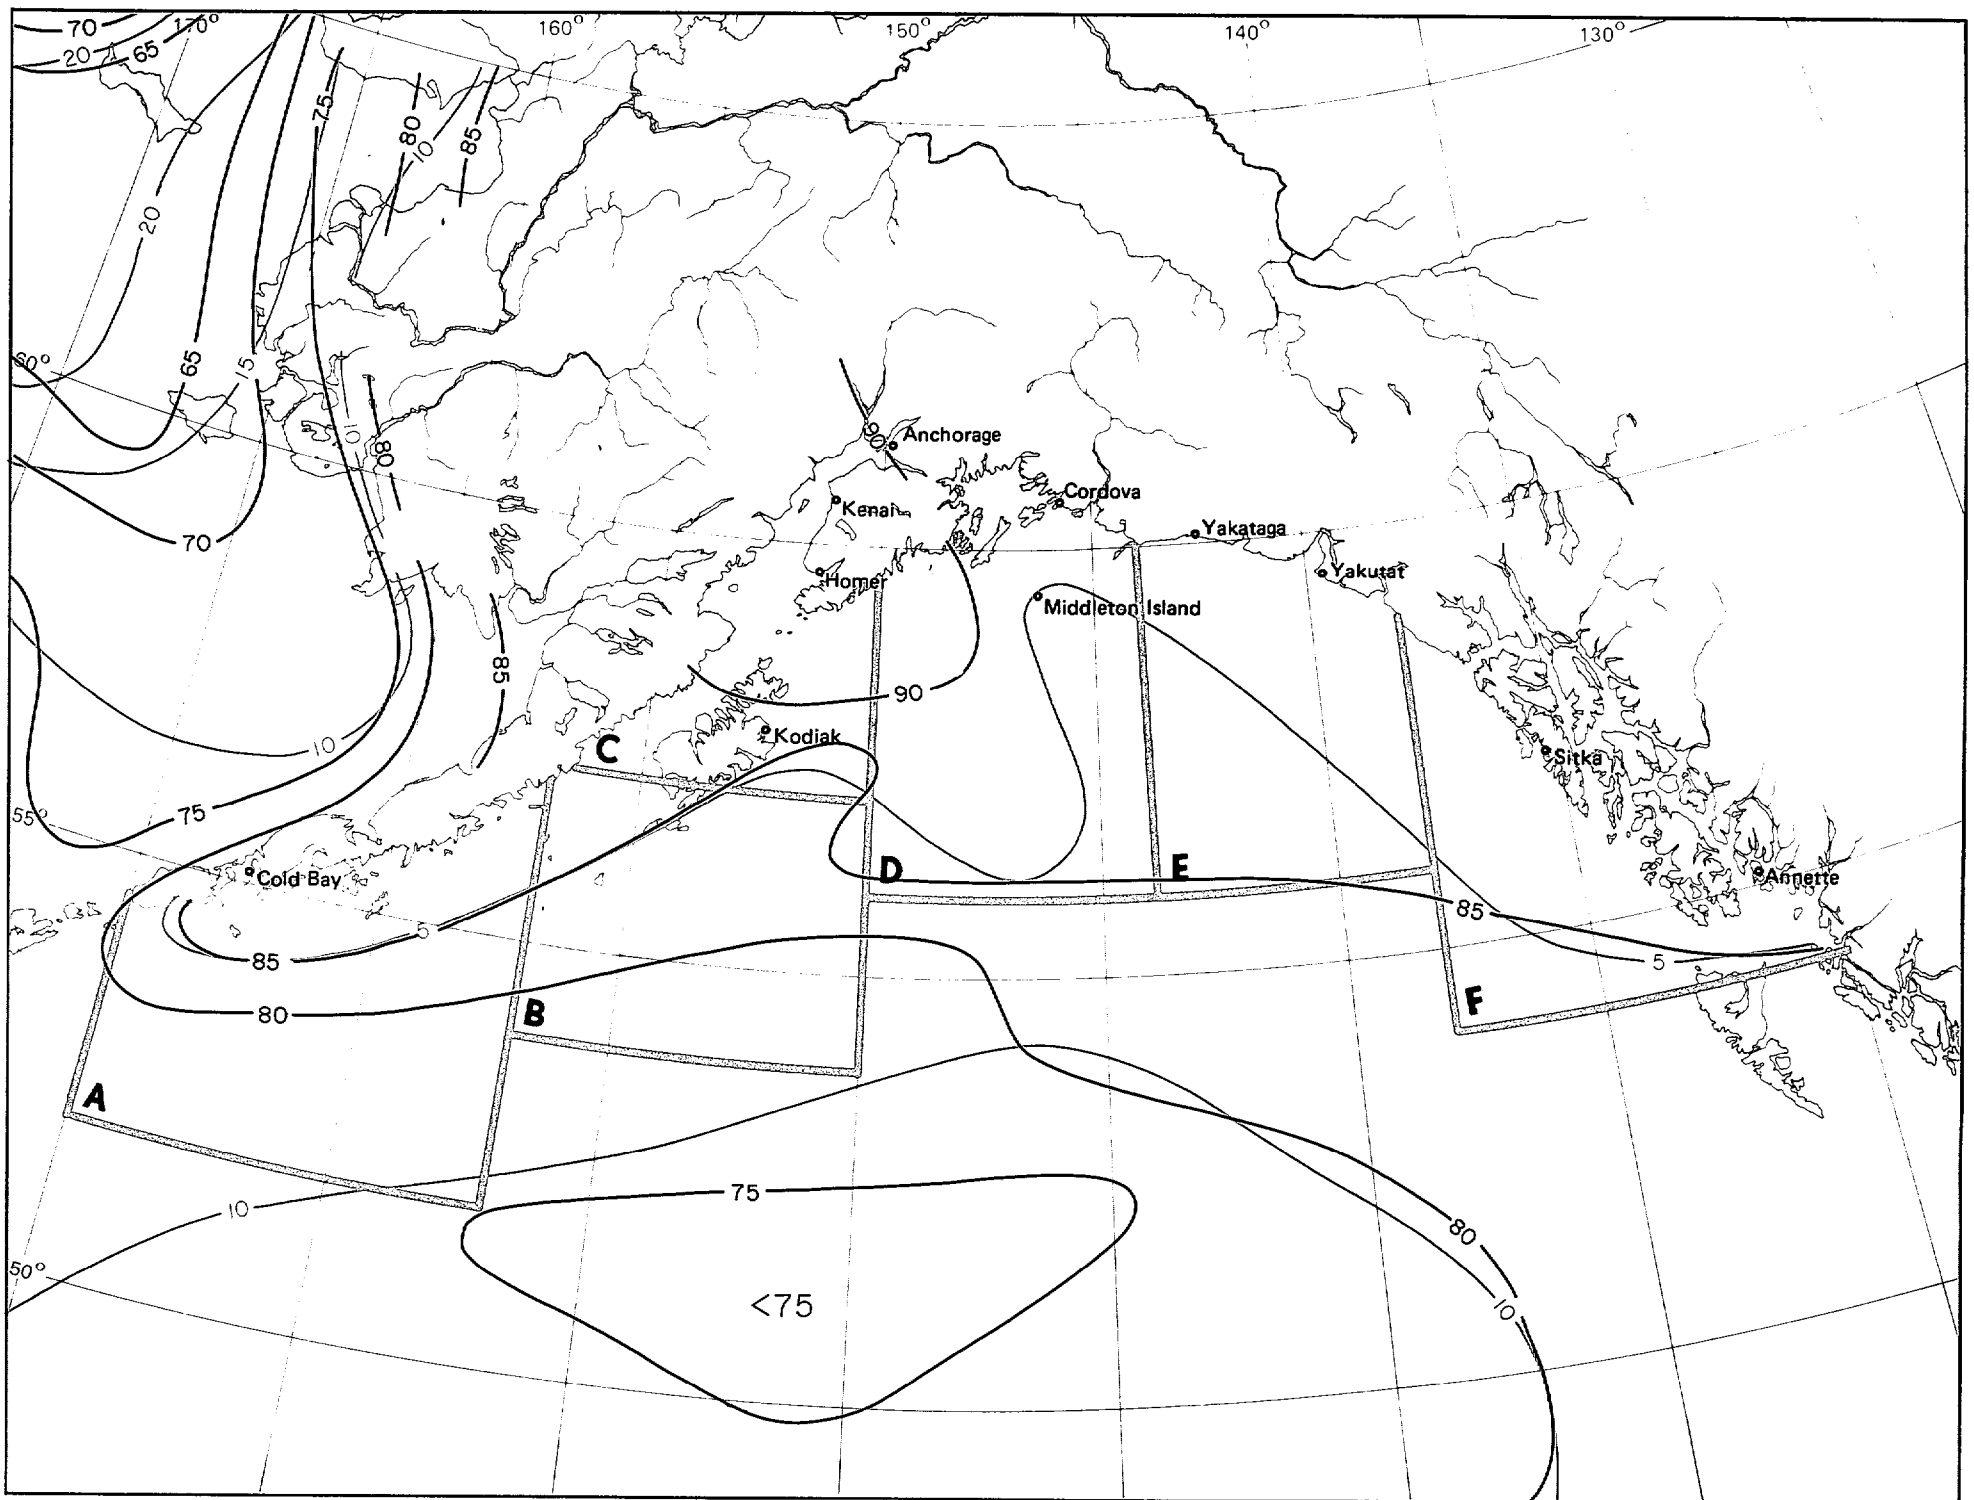 70
170°
160°
150°
140°
130°
20
65
75
80
10
85
20
60°
65
15
10
80
90
Anchorage
Kenai
Cordova
Yakataga
70
Homer
Yakutat
Middleton Island
85
90
10
C
Kodiak
Sitka
75
55°
Cold Bay
D
E
Annette
85
5
85
5
80
B
F
A
10
75
80
50°
<75
10